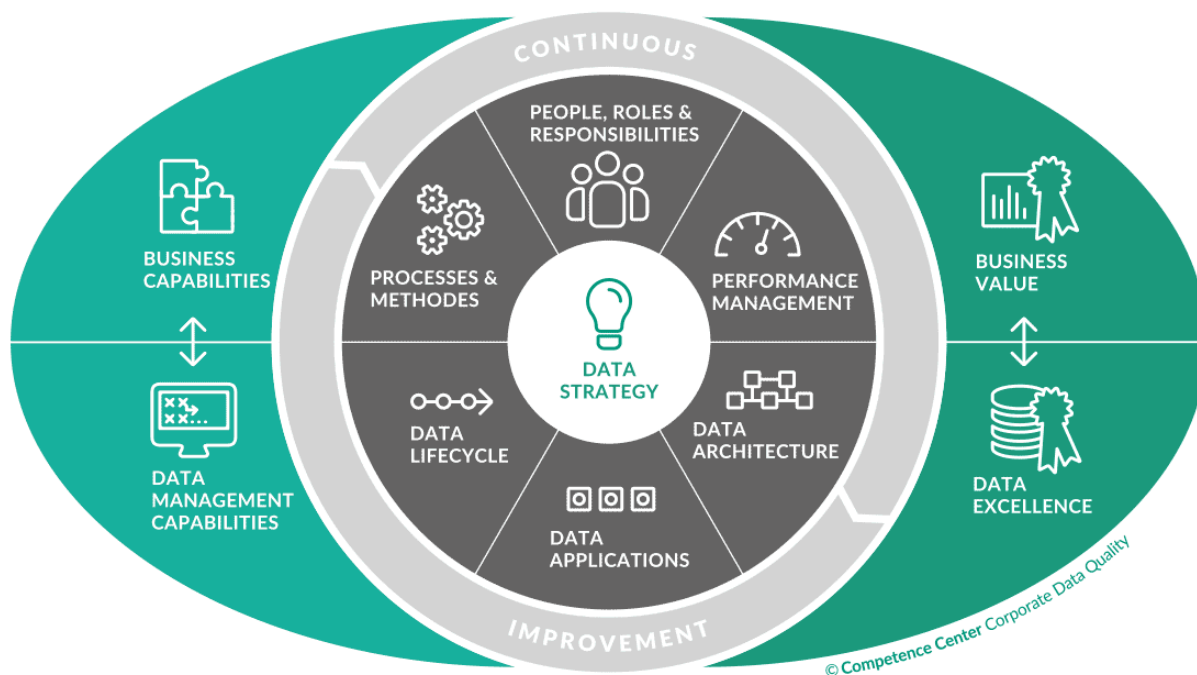 CONTINUOUS
PEOPLE, ROLES &
RESPONSIBILITIES
BUSINESS
CAPABILITIES
PROCESSES &
METHODES
PERFORMANCE
MANAGEMENT
BUSINESS
VALUE
DATA
STRATEGY
DATA
MANAGEMENT
CAPABILITIES
DATA
LIFECYCLE
DATA
ARCHITECTURE
DATA
EXCELLENCE
DATA
APPLICATIONS
IMPROVEMENT
© Competence Center Corporate Data Quality